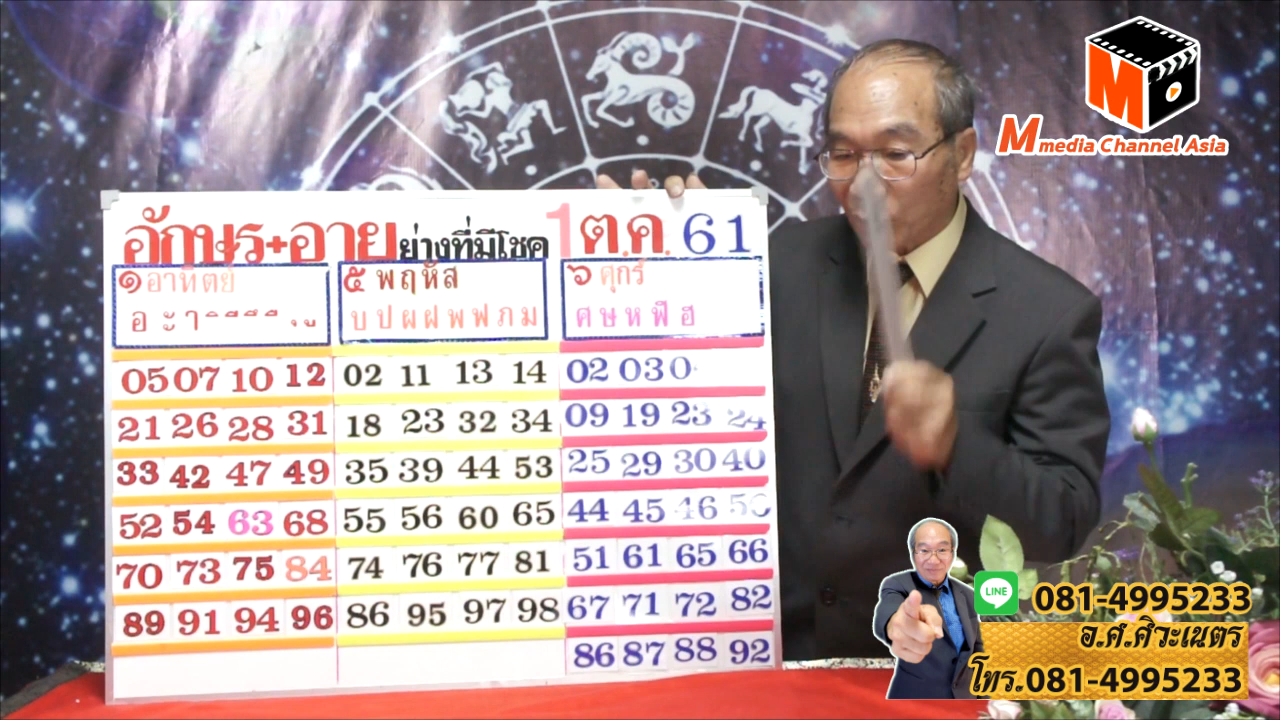 M
Mmedia Channel Asia
อักษร+อายุย่างที่มีโชค 1 ต.ค. 61
๑ อาทิตย์ ๕ พฤหัส ๖ ศุกร์
อ ะ า บ ป ผ ฝ พ ฟ ภ ม ศ ษ ห ฬ ฮ
05 07 10 12 02 11 13 14 02 03
21 26 28 31 18 23 32 34 09 19 23 24
33 42 47 49 35 39 44 53 25 29 30 40
52 54 63 68 55 56 60 65 44 45 46
70 73 75 84 74 76 77 81 51 61 65 66
89 91 94 96 86 95 97 98 67 71 72 82
86 87 88 92
LINE 081-4995233
อ.ศ.ศิวะเนตร
โทร.081-4995233